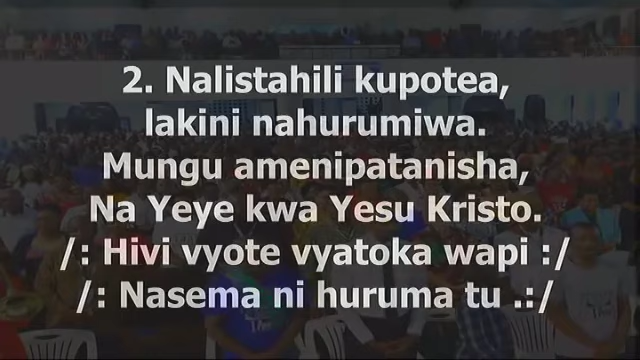 2. Nalistahili kupotea,
lakini nahurumiwa.
Mungu amenipatanisha,
Na Yeye kwa Yesu Kristo.
/: Hivi vyote vyatoka wapi :/
/: Nasema ni huruma tu .:/